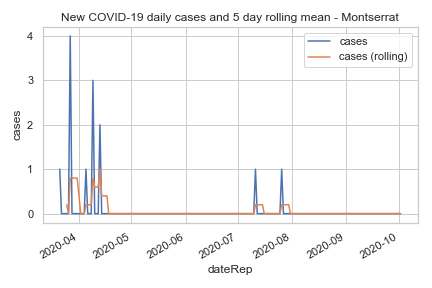 New COVID-19 daily cases and 5 day rolling mean - Montserrat
cases
cases (rolling)
4
3
2
1
0
cases
2020-04
2020-05
2020-06
2020-07
2020-08
2020-09
2020-10
dateRep